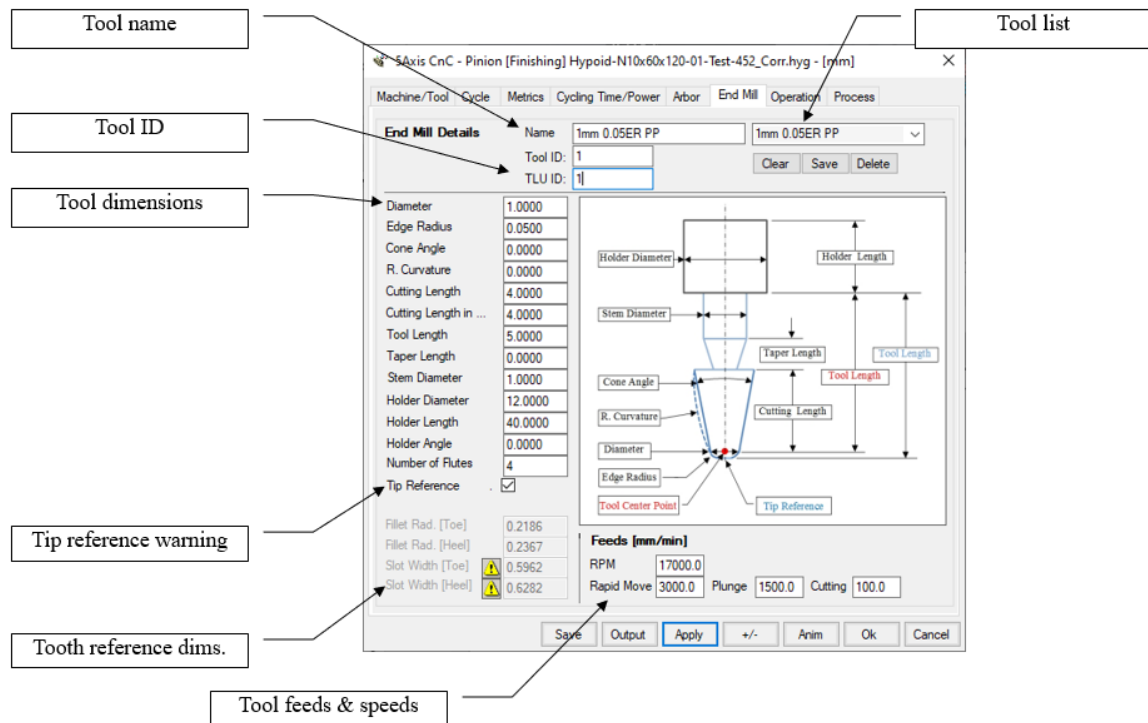 Tool name
Tool list
5Axis CnC - Pinion [Finishing] Hypoid-N10x60x120-01-Test-452_Corr.hyg - [mm]
Machine/Tool Cycle Metrics Cycling Time/Power Arbor End Mill Operation Process
Tool ID
End Mill Details Name 1mm 0.05ER PP 1mm 0.05ER PP
Tool ID: 1 Clear Save Delete
TLU ID: 1
Tool dimensions
Diameter 1.0000
Edge Radius 0.0500
Cone Angle 0.0000
R. Curvature 0.0000
Cutting Length 4.0000
Cutting Length in ... 4.0000
Tool Length 5.0000
Taper Length 0.0000
Stem Diameter 1.0000
Holder Diameter 12.0000
Holder Length 40.0000
Holder Angle 0.0000
Number of Flutes 4
Tip Reference .
Holder Diameter Holder Length
Stem Diameter
Taper Length Tool Length
Cone Angle Tool Length
R. Curvature Cutting Length
Diameter
Edge Radius
Tool Center Point Tip Reference
Tip reference warning
Fillet Rad. [Toe] 0.2186
Fillet Rad. [Heel] 0.2367
Slot Width [Toe] 0.5962
Slot Width [Heel] 0.6282
Feeds [mm/min]
RPM 17000.0
Rapid Move 3000.0 Plunge 1500.0 Cutting 100.0
Tooth reference dims.
Save Output Apply +/- Anim Ok Cancel
Tool feeds & speeds